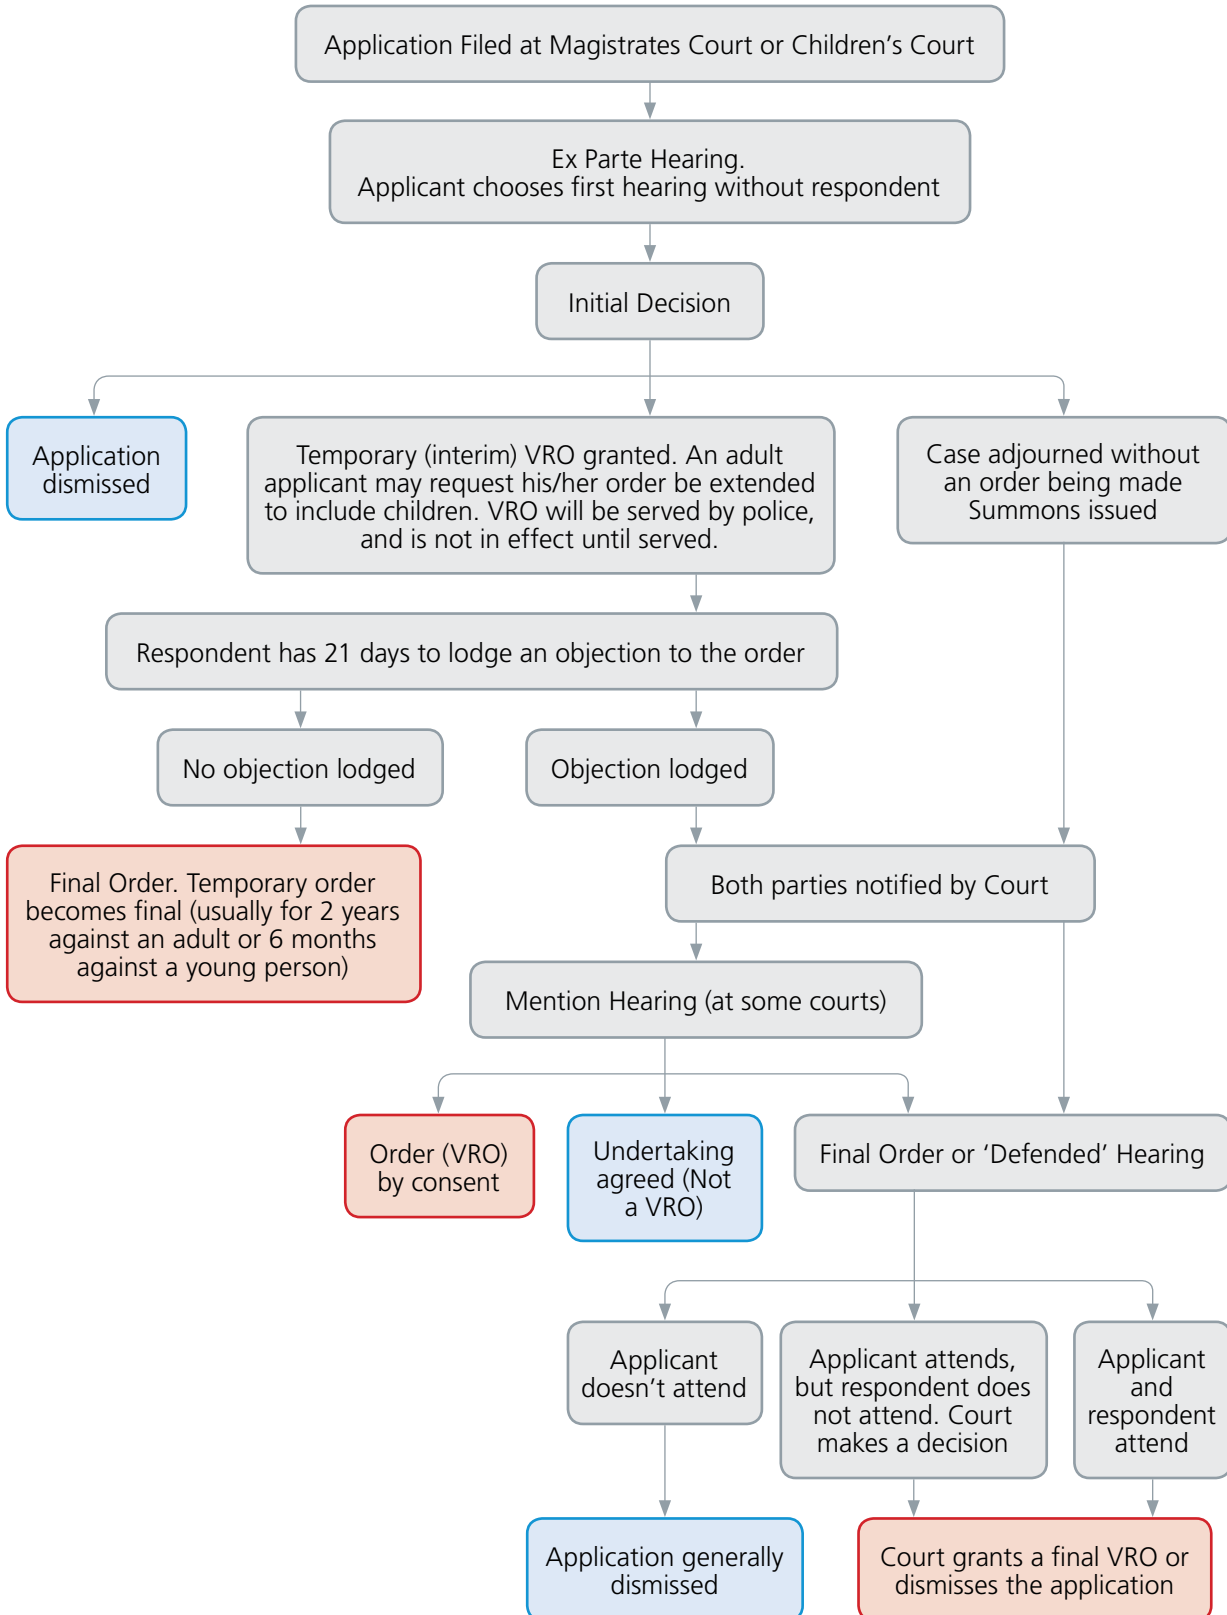 Application Filed at Magistrates Court or Children’s Court
Ex Parte Hearing.
Applicant chooses first hearing without respondent
Initial Decision
Application
dismissed
Temporary (interim) VRO granted. An adult
applicant may request his/her order be extended
to include children. VRO will be served by police,
and is not in effect until served.
Case adjourned without
an order being made
Summons issued
Respondent has 21 days to lodge an objection to the order
No objection lodged
Objection lodged
Final Order. Temporary order
becomes final (usually for 2 years
against an adult or 6 months
against a young person)
Both parties notified by Court
Mention Hearing (at some courts)
Order (VRO)
by consent
Undertaking
agreed (Not
a VRO)
Final Order or ‘Defended’ Hearing
Applicant
doesn’t attend
Applicant attends,
but respondent does
not attend. Court
makes a decision
Applicant
and
respondent
attend
Application generally
dismissed
Court grants a final VRO or
dismisses the application